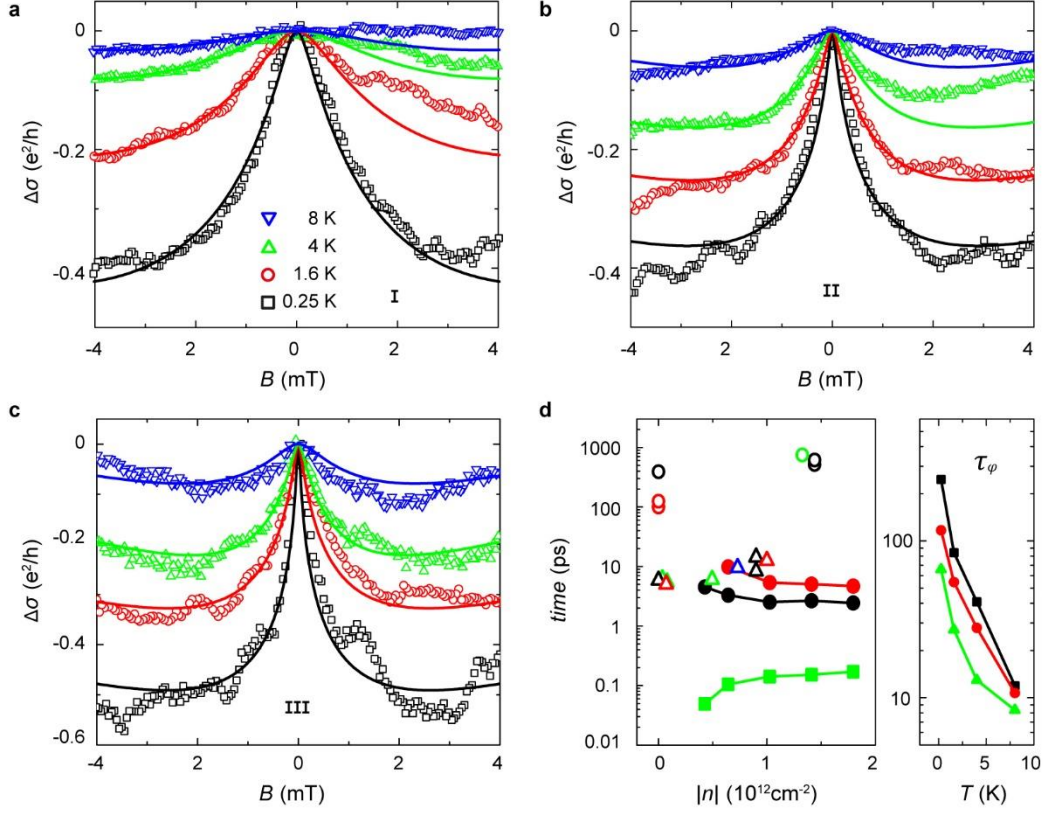 a
0
-0.2
-0.4
Δσ (e²/h)
8 K
4 K
1.6 K
0.25 K
I
-4 -2 0 2 4
B (mT)
b
0
-0.2
-0.4
Δσ (e²/h)
II
-4 -2 0 2 4
B (mT)
c
0
-0.2
-0.4
-0.6
Δσ (e²/h)
III
-4 -2 0 2 4
B (mT)
d
1000
100
10
1
0.1
0.01
time (ps)
0 1 2
|n| (10¹²cm⁻²)
τφ
100
10
0 5 10
T (K)